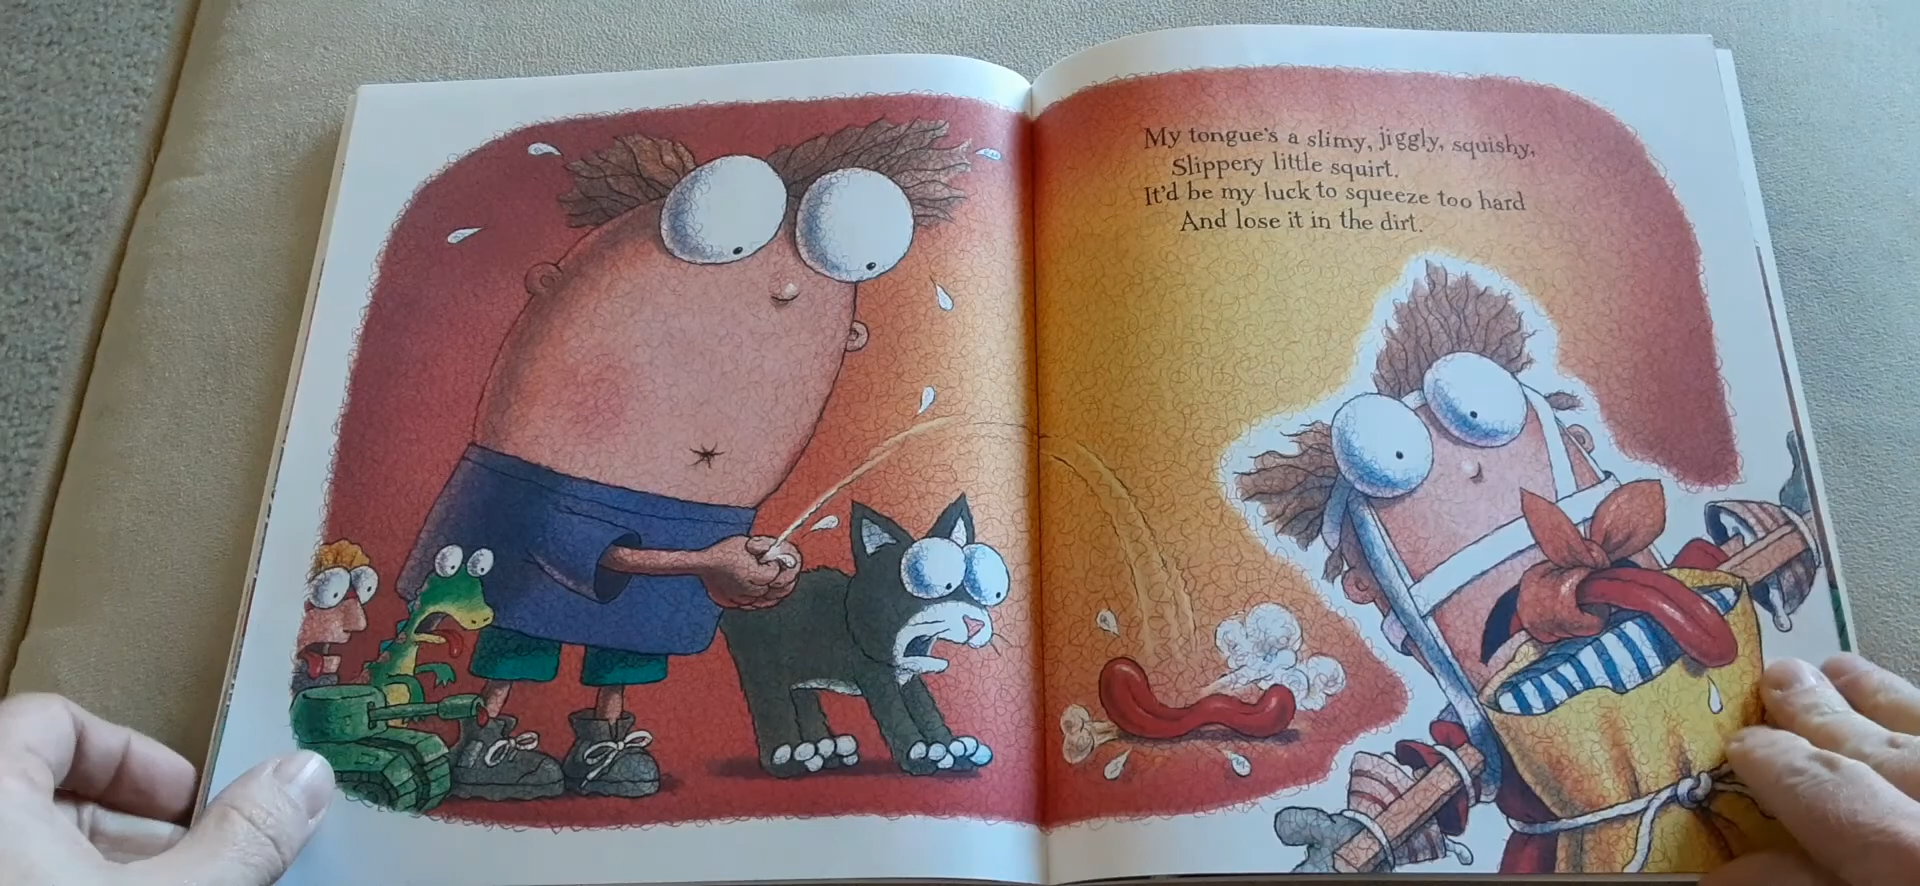 My tongue's a slimy, jiggly, squishy,
Slippery little squirt.
It'd be my luck to squeeze too hard
And lose it in the dirt.